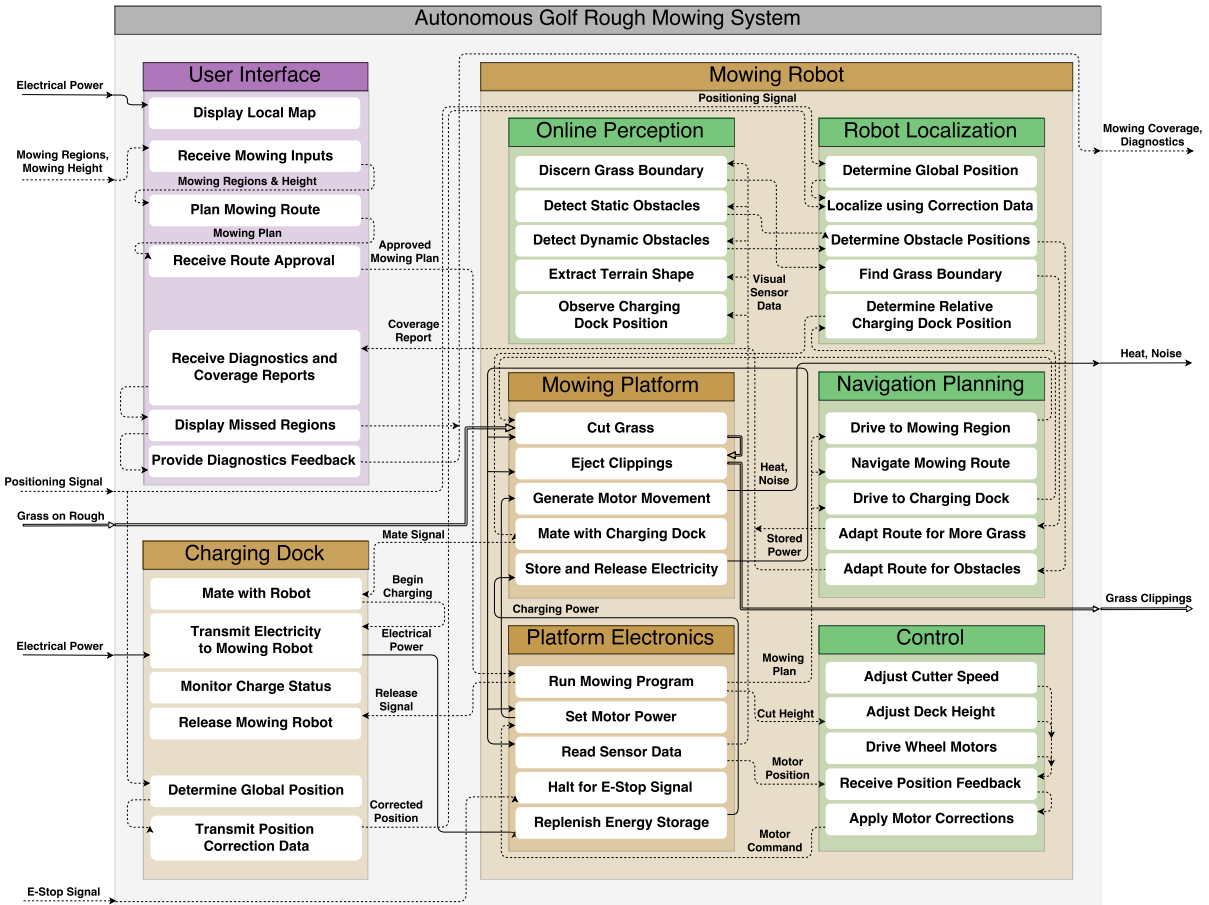 Autonomous Golf Rough Mowing System
Electrical Power
Mowing Regions,
Mowing Height
User Interface
Display Local Map
Receive Mowing Inputs
Mowing Regions & Height
Plan Mowing Route
Mowing Plan
Receive Route Approval
Approved
Mowing Plan
Coverage
Report
Receive Diagnostics and
Coverage Reports
Display Missed Regions
Provide Diagnostics Feedback
Positioning Signal
Grass on Rough
Charging Dock
Mate Signal
Mate with Robot
Begin
Charging
Transmit Electricity
to Mowing Robot
Electrical Power
Electrical
Power
Monitor Charge Status
Release Mowing Robot
Release
Signal
Determine Global Position
Transmit Position
Correction Data
Corrected
Position
E-Stop Signal
Mowing Robot
Positioning Signal
Online Perception
Discern Grass Boundary
Detect Static Obstacles
Detect Dynamic Obstacles
Extract Terrain Shape
Observe Charging
Dock Position
Visual
Sensor
Data
Robot Localization
Determine Global Position
Localize using Correction Data
Determine Obstacle Positions
Find Grass Boundary
Determine Relative
Charging Dock Position
Mowing Platform
Cut Grass
Eject Clippings
Generate Motor Movement
Mate with Charging Dock
Store and Release Electricity
Heat,
Noise
Stored
Power
Charging Power
Navigation Planning
Drive to Mowing Region
Navigate Mowing Route
Drive to Charging Dock
Adapt Route for More Grass
Adapt Route for Obstacles
Platform Electronics
Run Mowing Program
Set Motor Power
Read Sensor Data
Halt for E-Stop Signal
Replenish Energy Storage
Mowing
Plan
Cut Height
Motor
Position
Motor
Command
Control
Adjust Cutter Speed
Adjust Deck Height
Drive Wheel Motors
Receive Position Feedback
Apply Motor Corrections
Mowing Coverage,
Diagnostics
Heat, Noise
Grass Clippings